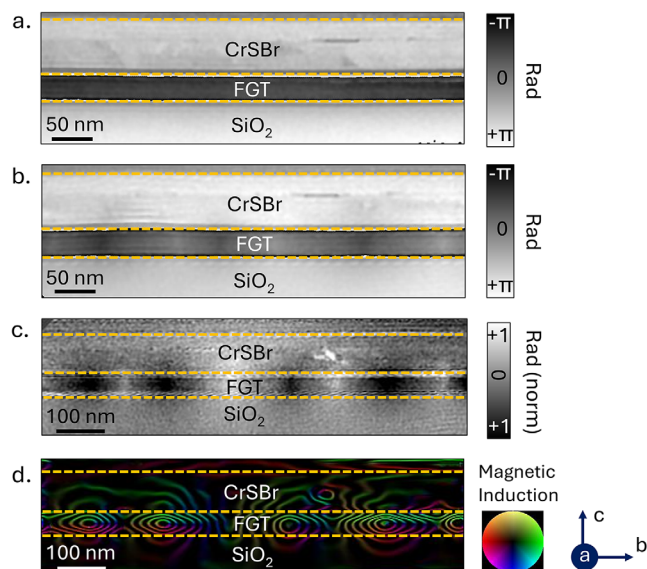 a.
CrSBr
FGT
SiO₂
50 nm
-π
0
+π
Rad
b.
CrSBr
FGT
SiO₂
50 nm
-π
0
+π
Rad
c.
CrSBr
FGT
SiO₂
100 nm
+1
0
+1
Rad (norm)
d.
CrSBr
FGT
SiO₂
100 nm
Magnetic
Induction
c
a
b